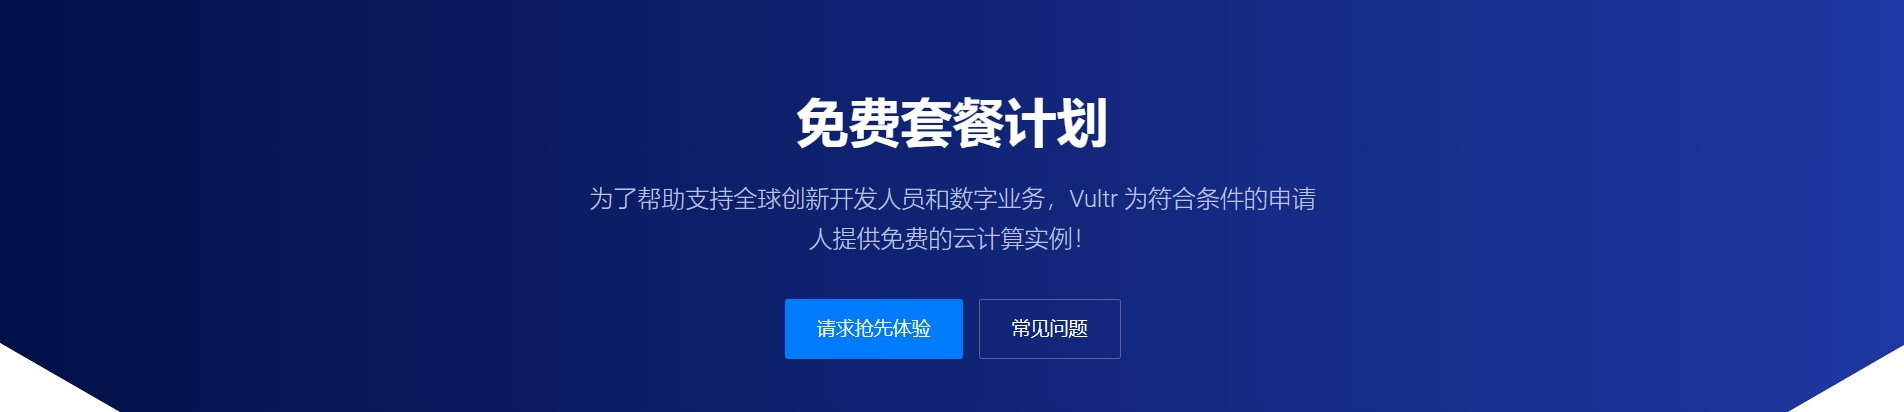 免费套餐计划
为了帮助支持全球创新开发人员和数字业务，Vultr 为符合条件的申请
人提供免费的云计算实例！
请求抢先体验
常见问题